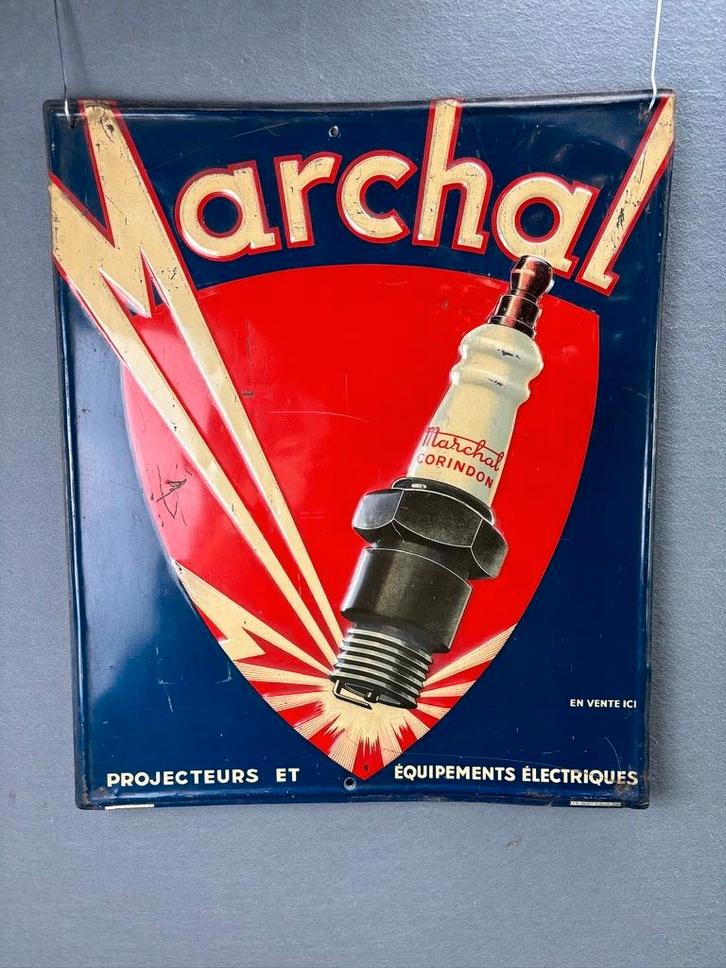 Marchal
Marchal
CORINDON
EN VENTE ICI
PROJECTEURS ET ÉQUIPEMENTS ÉLECTRIQUES